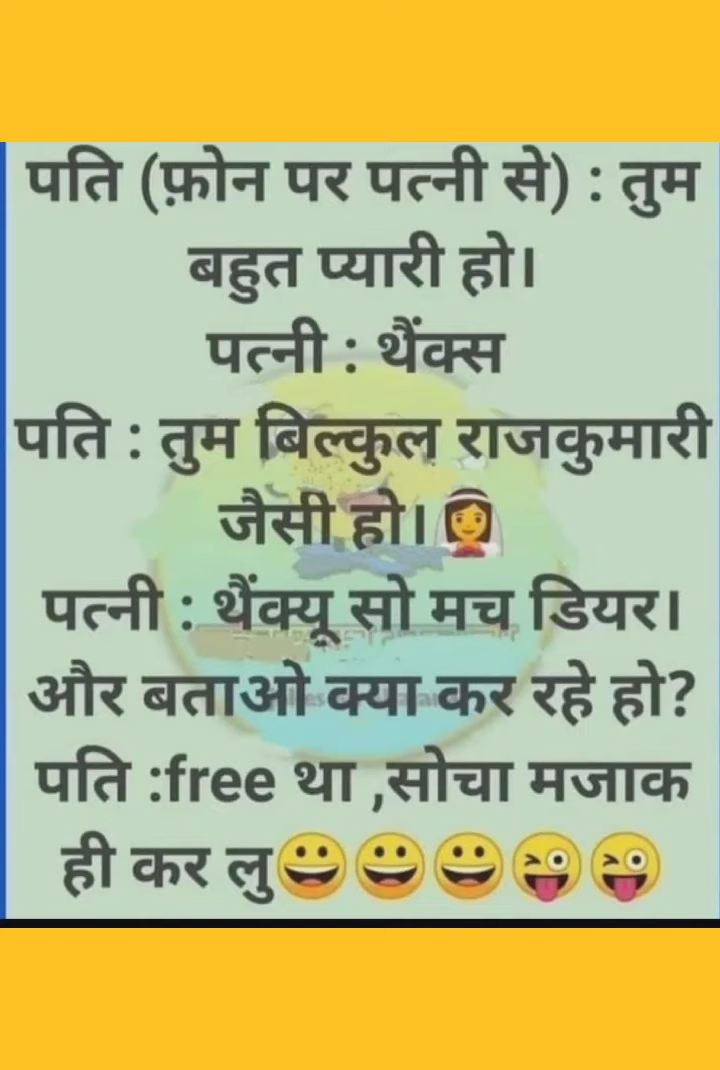 पति (फ़ोन पर पत्नी से) : तुम
बहुत प्यारी हो।
पत्नी : थैंक्स
पति : तुम बिल्कुल राजकुमारी
जैसी हो।👰
पत्नी : थैंक्यू सो मच डियर।
और बताओ क्या कर रहे हो?
पति :free था ,सोचा मजाक
ही कर लु😀😀😀😜😜